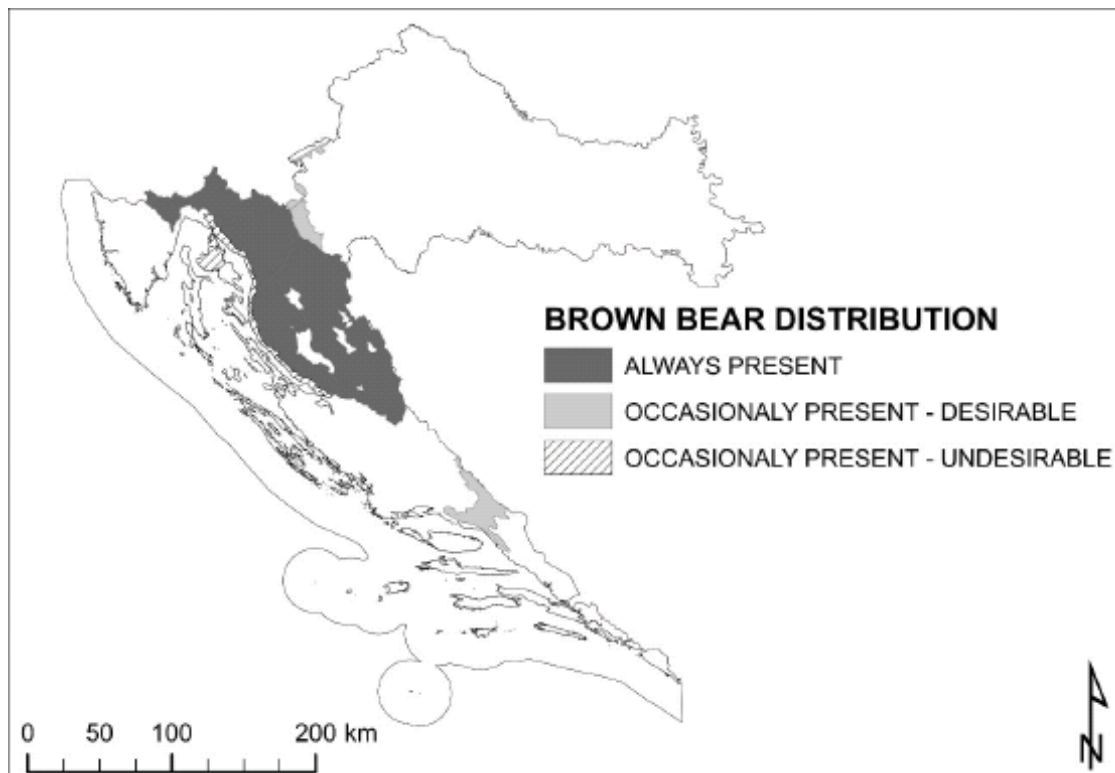 BROWN BEAR DISTRIBUTION
ALWAYS PRESENT
OCCASIONALY PRESENT - DESIRABLE
OCCASIONALY PRESENT - UNDESIRABLE
0 50 100 200 km
N